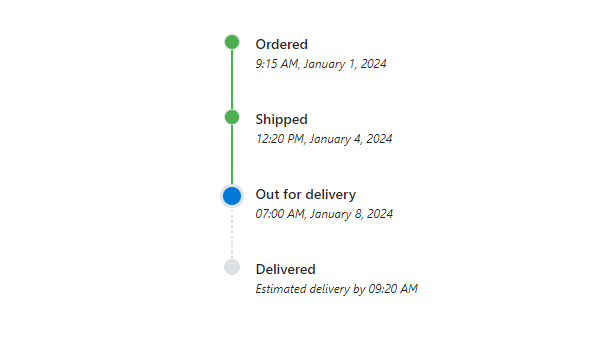 Ordered
9:15 AM, January 1, 2024
Shipped
12:20 PM, January 4, 2024
Out for delivery
07:00 AM, January 8, 2024
Delivered
Estimated delivery by 09:20 AM